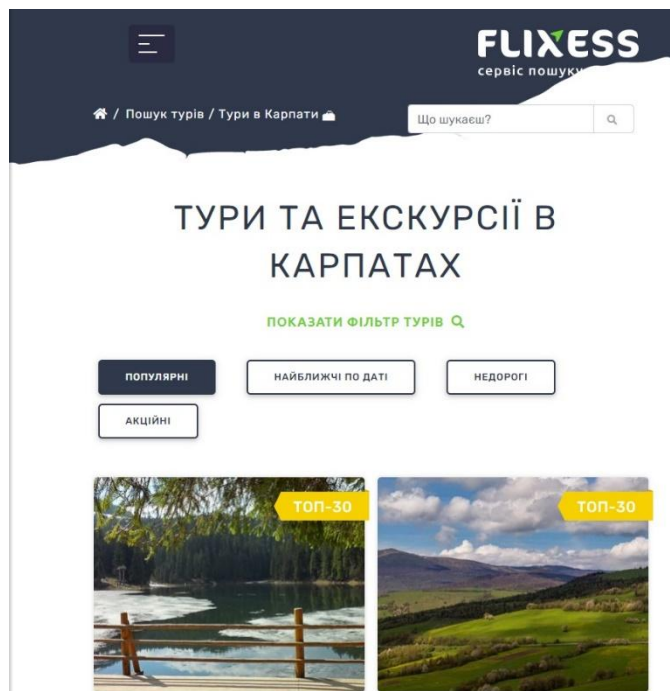 FLIXESS
сервіс пошуку
/ Пошук турів / Тури в Карпати
Що шукаєш?
ТУРИ ТА ЕКСКУРСІЇ В
КАРПАТАХ
ПОКАЗАТИ ФІЛЬТР ТУРІВ
ПОПУЛЯРНІ
НАЙБЛИЖЧІ ПО ДАТІ
НЕДОРОГІ
АКЦІЙНІ
ТОП-30
ТОП-30